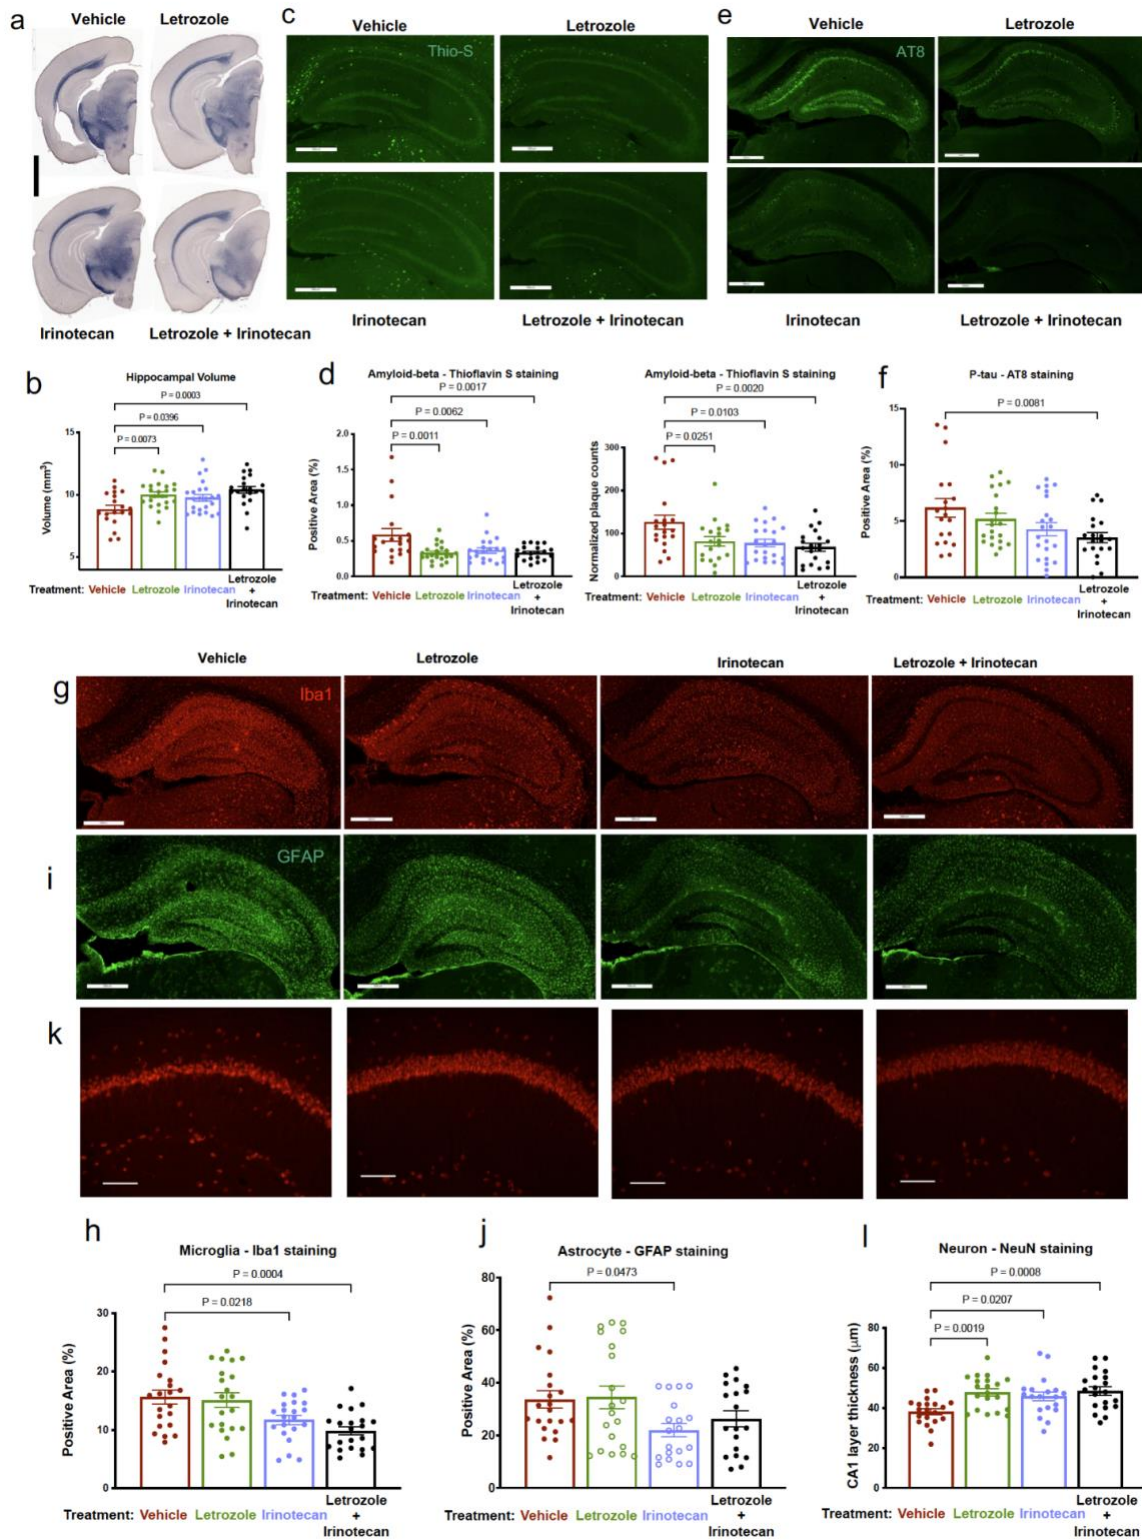 a
Vehicle
Letrozole
Irinotecan
Letrozole + Irinotecan
c
Vehicle
Letrozole
Thio-S
Irinotecan
Letrozole + Irinotecan
e
Vehicle
Letrozole
AT8
Irinotecan
Letrozole + Irinotecan
b
Hippocampal Volume
P = 0.0003
P = 0.0396
P = 0.0073
Volume (mm³)
15
10
5
Treatment: Vehicle Letrozole Irinotecan Letrozole
+
Irinotecan
d
Amyloid-beta - Thioflavin S staining
P = 0.0017
P = 0.0062
P = 0.0011
Positive Area (%)
2.0
1.5
1.0
0.5
0.0
Treatment: Vehicle Letrozole Irinotecan Letrozole
+
Irinotecan
Amyloid-beta - Thioflavin S staining
P = 0.0020
P = 0.0103
P = 0.0251
Normalized plaque counts
300
200
100
0
Treatment: Vehicle Letrozole Irinotecan Letrozole
+
Irinotecan
f
P-tau - AT8 staining
P = 0.0081
Positive Area (%)
15
10
5
0
Treatment: Vehicle Letrozole Irinotecan Letrozole
+
Irinotecan
Vehicle
Letrozole
Irinotecan
Letrozole + Irinotecan
g
Iba1
i
GFAP
k
h
Microglia - Iba1 staining
P = 0.0004
P = 0.0218
Positive Area (%)
30
20
10
0
Treatment: Vehicle Letrozole Irinotecan Letrozole
+
Irinotecan
j
Astrocyte - GFAP staining
P = 0.0473
Positive Area (%)
80
60
40
20
0
Treatment: Vehicle Letrozole Irinotecan Letrozole
+
Irinotecan
l
Neuron - NeuN staining
P = 0.0008
P = 0.0207
P = 0.0019
CA1 layer thickness (μm)
80
60
40
20
0
Treatment: Vehicle Letrozole Irinotecan Letrozole
+
Irinotecan